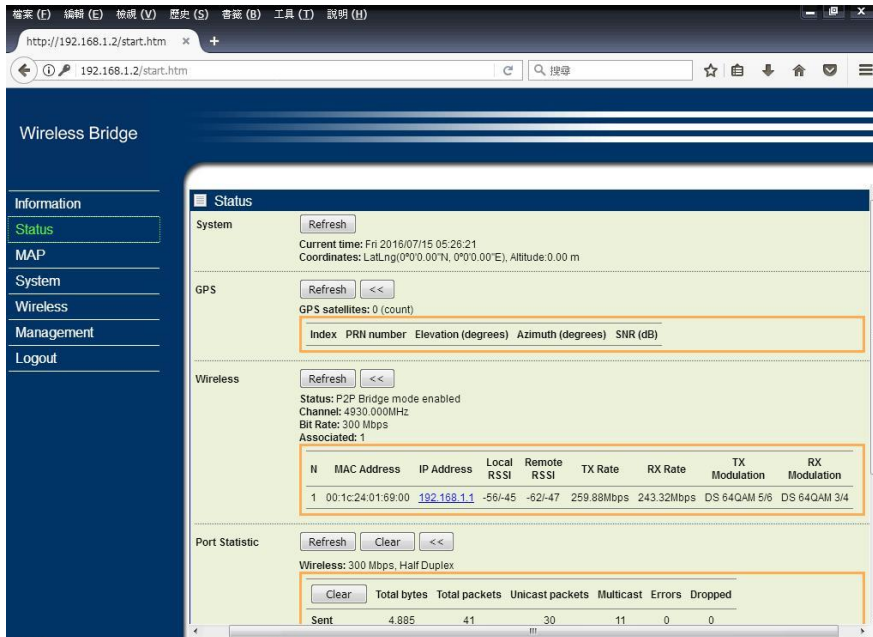 檔案 (F) 編輯 (E) 檢視 (V) 歷史 (S) 書籤 (B) 工具 (T) 說明 (H)
http://192.168.1.2/start.htm × +
192.168.1.2/start.htm 搜尋
Wireless Bridge
Information
Status
MAP
System
Wireless
Management
Logout
Status
System Refresh
Current time: Fri 2016/07/15 05:26:21
Coordinates: LatLng(0º0'0.00"N, 0º0'0.00"E), Altitude:0.00 m
GPS Refresh <<
GPS satellites: 0 (count)
Index PRN number Elevation (degrees) Azimuth (degrees) SNR (dB)
Wireless Refresh <<
Status: P2P Bridge mode enabled
Channel: 4930.000MHz
Bit Rate: 300 Mbps
Associated: 1
N MAC Address IP Address Local RSSI Remote RSSI TX Rate RX Rate TX Modulation RX Modulation
1 00:1c:24:01:69:00 192.168.1.1 -56/-45 -62/-47 259.88Mbps 243.32Mbps DS 64QAM 5/6 DS 64QAM 3/4
Port Statistic Refresh Clear <<
Wireless: 300 Mbps, Half Duplex
Clear Total bytes Total packets Unicast packets Multicast Errors Dropped
Sent 4.885 41 30 11 0 0